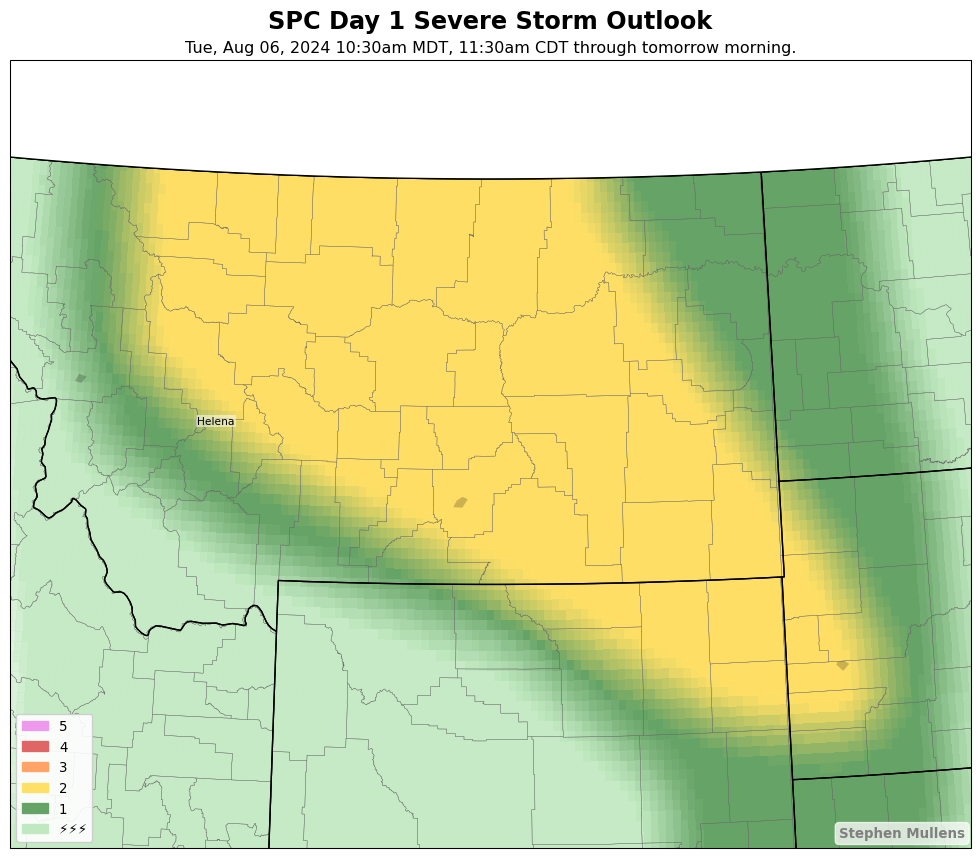 SPC Day 1 Severe Storm Outlook
Tue, Aug 06, 2024 10:30am MDT, 11:30am CDT through tomorrow morning.
Helena
5
4
3
2
1
⚡⚡⚡
Stephen Mullens